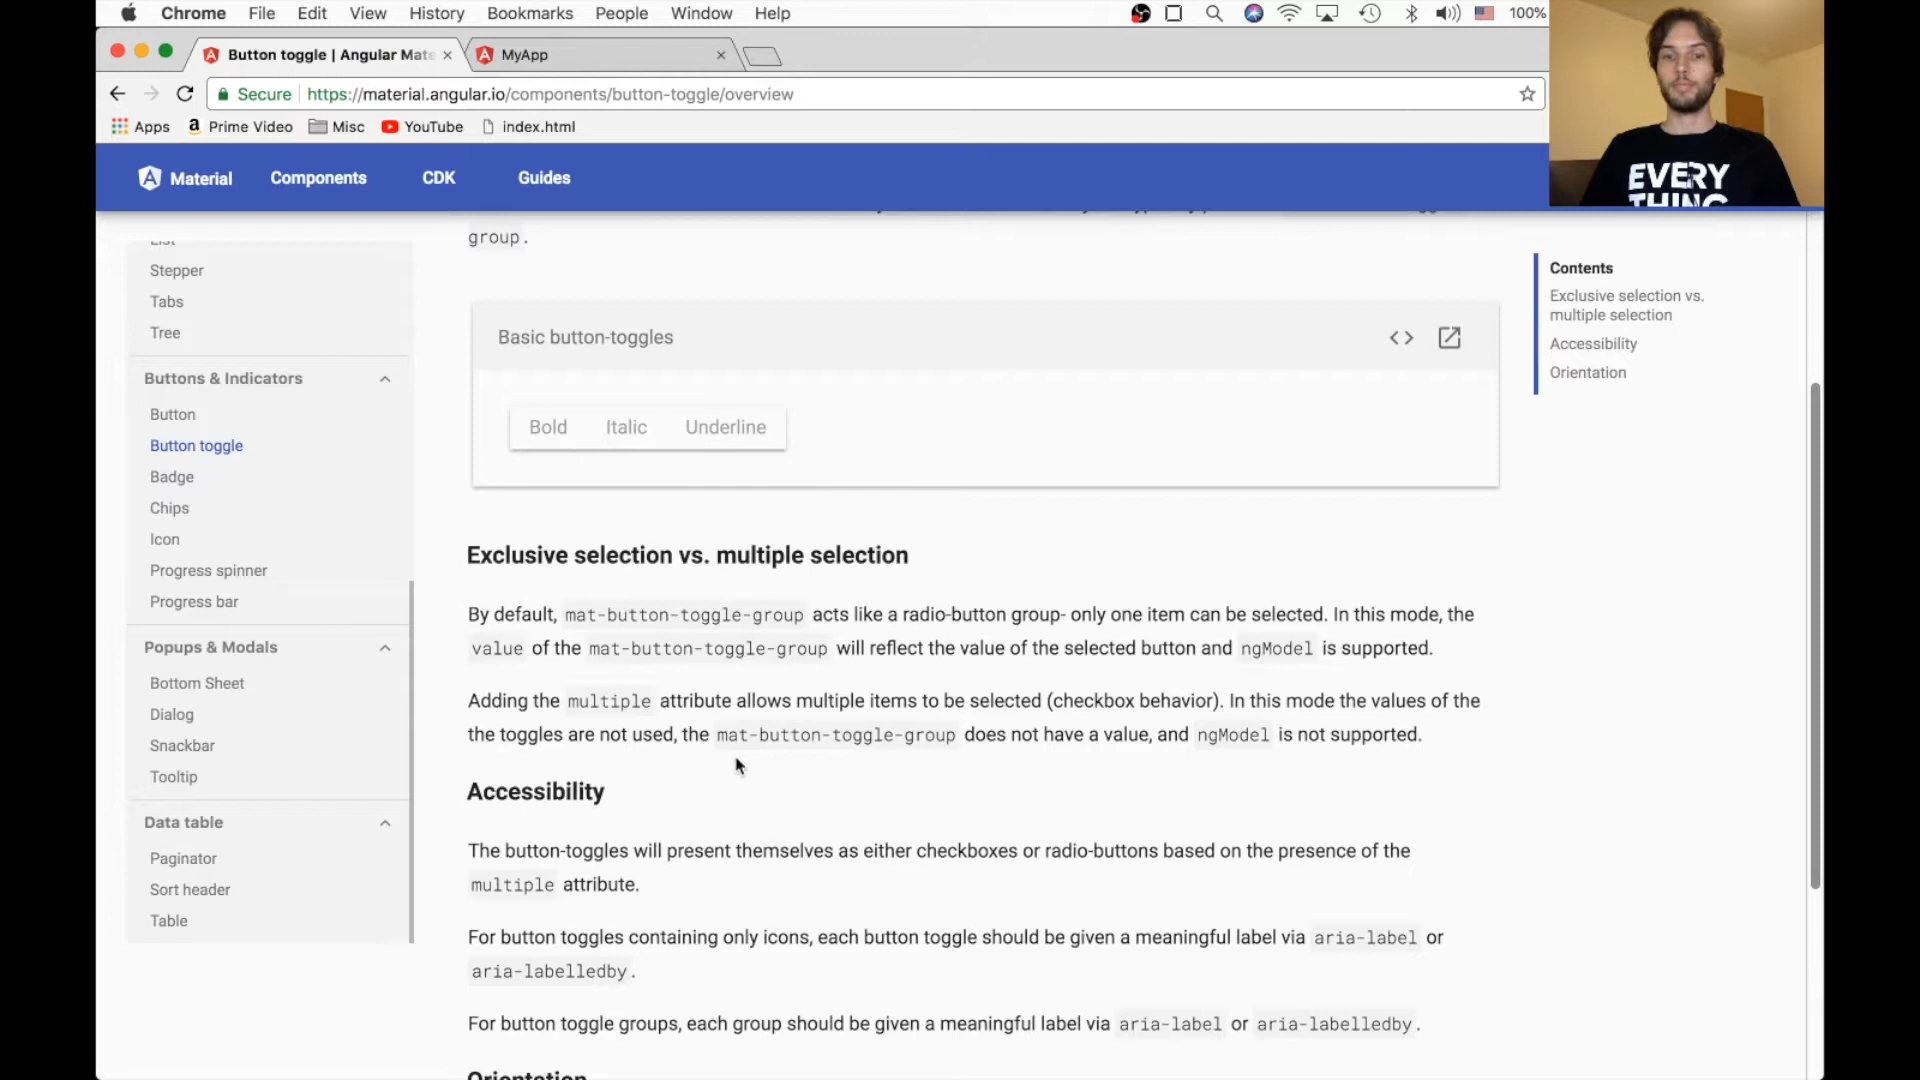 Chrome File Edit View History Bookmarks People Window Help 100%
Button toggle | Angular Mate MyApp
Secure https://material.angular.io/components/button-toggle/overview
Apps Prime Video Misc YouTube index.html
Material Components CDK Guides
EVERY
THING
group.
List
Stepper
Tabs
Tree
Buttons & Indicators
Button
Button toggle
Badge
Chips
Icon
Progress spinner
Progress bar
Popups & Modals
Bottom Sheet
Dialog
Snackbar
Tooltip
Data table
Paginator
Sort header
Table
Basic button-toggles
Bold Italic Underline
Exclusive selection vs. multiple selection
By default, mat-button-toggle-group acts like a radio-button group- only one item can be selected. In this mode, the
value of the mat-button-toggle-group will reflect the value of the selected button and ngModel is supported.
Adding the multiple attribute allows multiple items to be selected (checkbox behavior). In this mode the values of the
the toggles are not used, the mat-button-toggle-group does not have a value, and ngModel is not supported.
Accessibility
The button-toggles will present themselves as either checkboxes or radio-buttons based on the presence of the
multiple attribute.
For button toggles containing only icons, each button toggle should be given a meaningful label via aria-label or
aria-labelledby.
For button toggle groups, each group should be given a meaningful label via aria-label or aria-labelledby.
Orientation
Contents
Exclusive selection vs.
multiple selection
Accessibility
Orientation